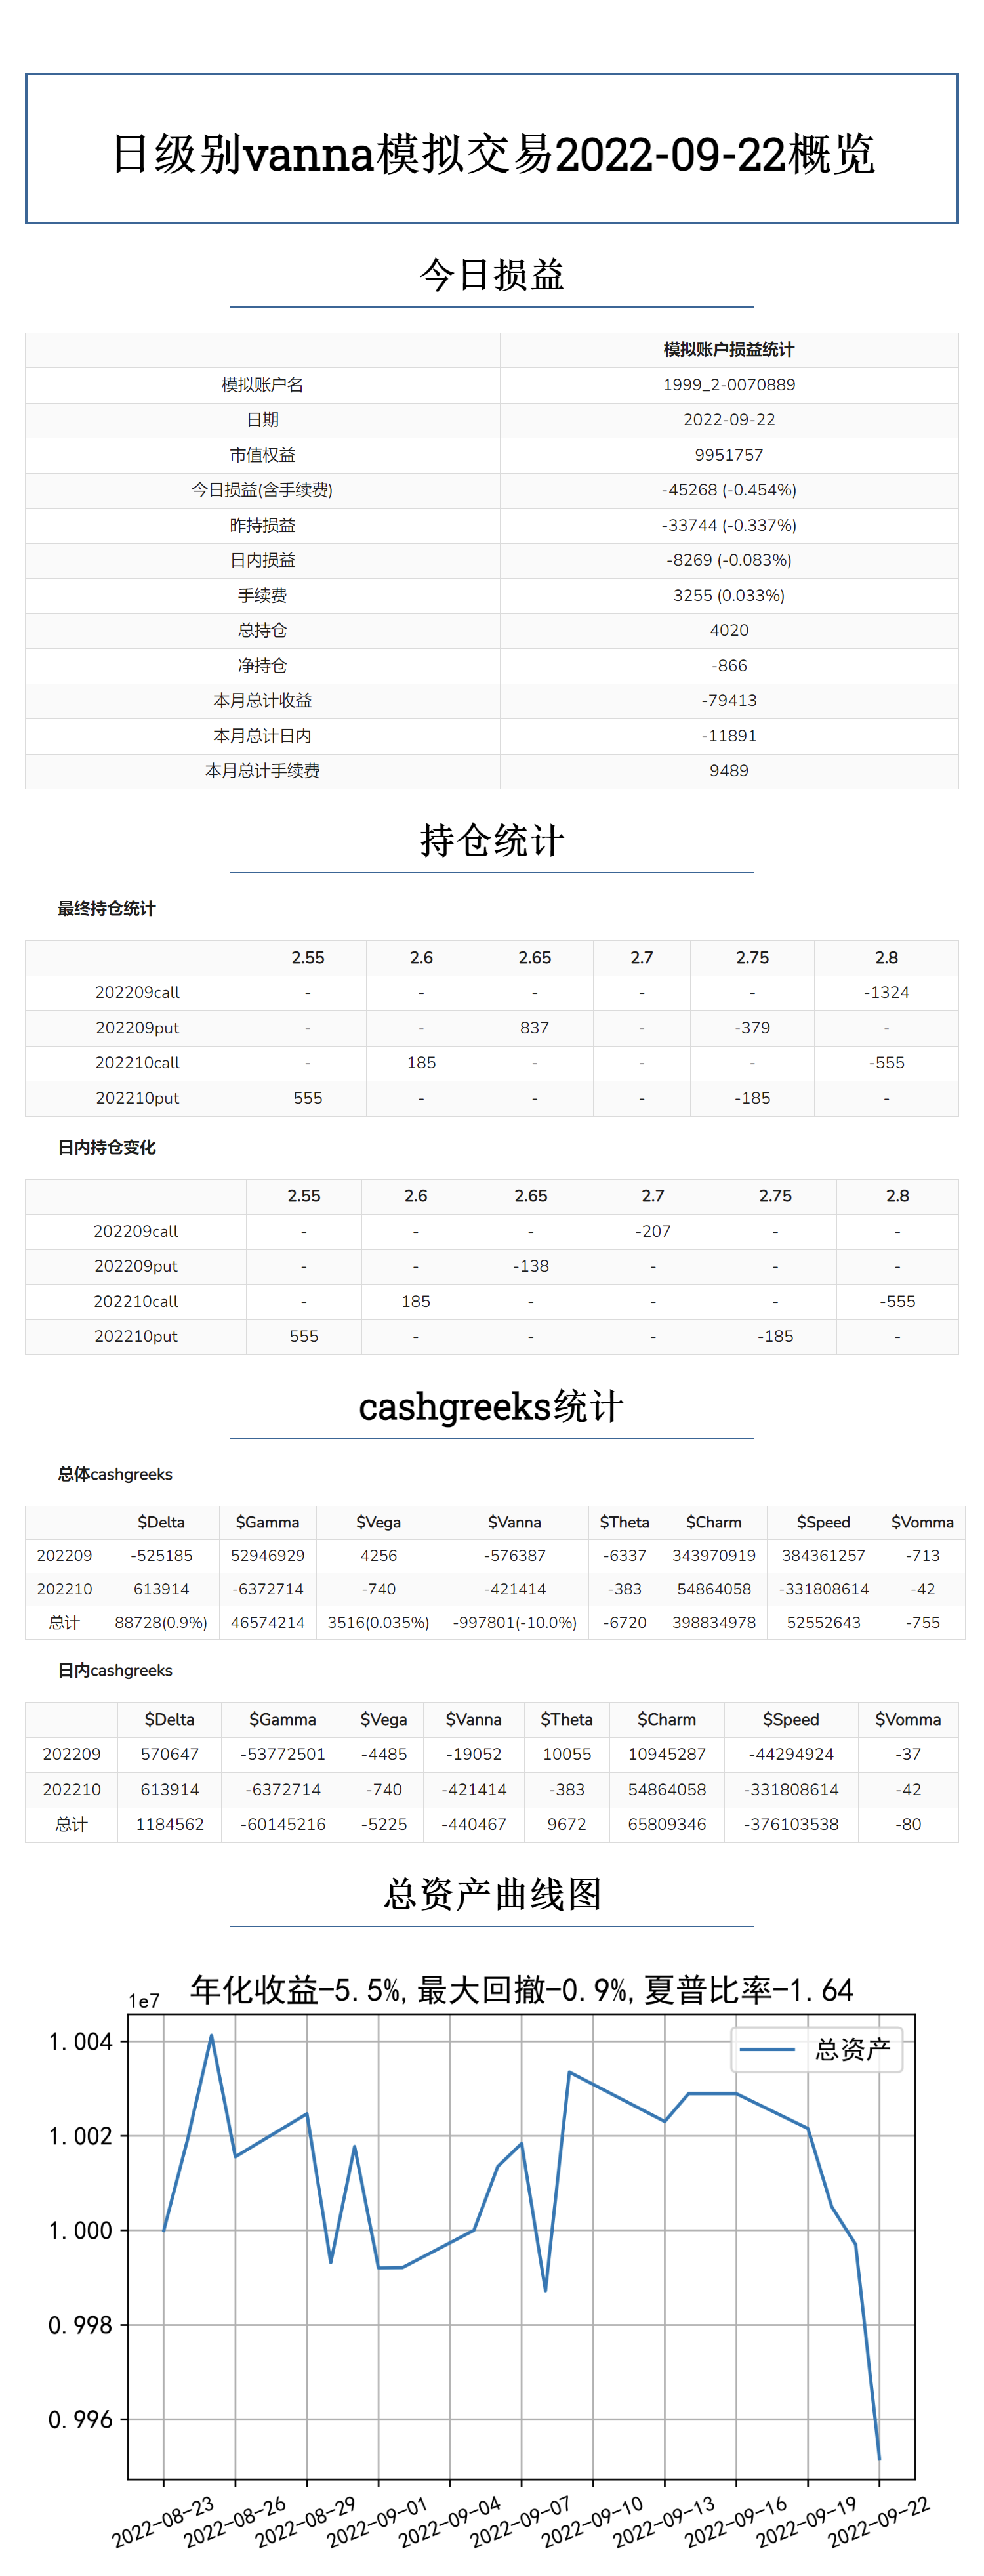 日级别vanna模拟交易2022-09-22概览
今日损益
模拟账户损益统计
模拟账户名 1999_2-0070889
日期 2022-09-22
市值权益 9951757
今日损益(含手续费) -45268 (-0.454%)
昨持损益 -33744 (-0.337%)
日内损益 -8269 (-0.083%)
手续费 3255 (0.033%)
总持仓 4020
净持仓 -866
本月总计收益 -79413
本月总计日内 -11891
本月总计手续费 9489
持仓统计
最终持仓统计
2.55 2.6 2.65 2.7 2.75 2.8
202209call - - - - - -1324
202209put - - 837 - -379 -
202210call - 185 - - - -555
202210put 555 - - - -185 -
日内持仓变化
2.55 2.6 2.65 2.7 2.75 2.8
202209call - - - -207 - -
202209put - - -138 - - -
202210call - 185 - - - -555
202210put 555 - - - -185 -
cashgreeks统计
总体cashgreeks
$Delta $Gamma $Vega $Vanna $Theta $Charm $Speed $Vomma
202209 -525185 52946929 4256 -576387 -6337 343970919 384361257 -713
202210 613914 -6372714 -740 -421414 -383 54864058 -331808614 -42
总计 88728(0.9%) 46574214 3516(0.035%) -997801(-10.0%) -6720 398834978 52552643 -755
日内cashgreeks
$Delta $Gamma $Vega $Vanna $Theta $Charm $Speed $Vomma
202209 570647 -53772501 -4485 -19052 10055 10945287 -44294924 -37
202210 613914 -6372714 -740 -421414 -383 54864058 -331808614 -42
总计 1184562 -60145216 -5225 -440467 9672 65809346 -376103538 -80
总资产曲线图
年化收益-5.5%,最大回撤-0.9%,夏普比率-1.64
1e7
总资产
1.004
1.002
1.000
0.998
0.996
2022-08-23 2022-08-26 2022-08-29 2022-09-01 2022-09-04 2022-09-07 2022-09-10 2022-09-13 2022-09-16 2022-09-19 2022-09-22